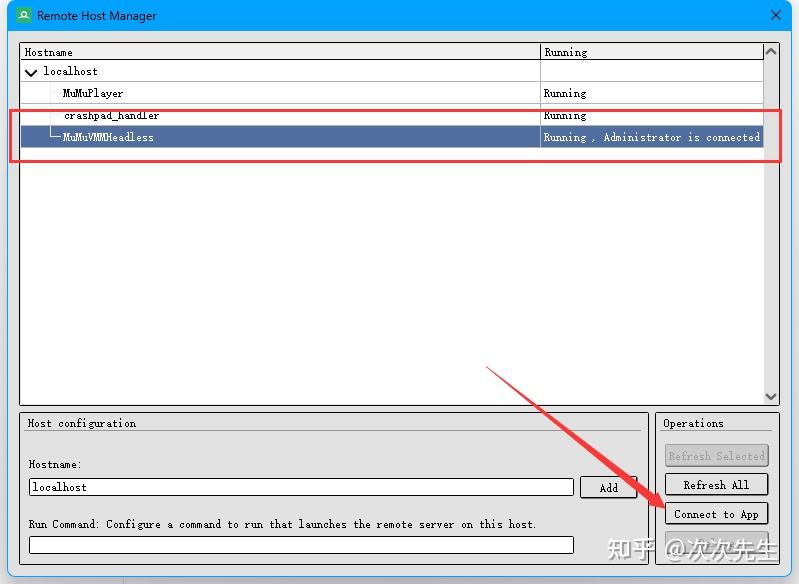 Remote Host Manager
Hostname Running
localhost
MuMuPlayer Running
crashpad_handler Running
MuMuVMMHeadless Running , Administrator is connected
Host configuration
Hostname:
localhost
Add
Run Command: Configure a command to run that launches the remote server on this host.
Operations
Refresh Selected
Refresh All
Connect to App
知乎 @次次先生